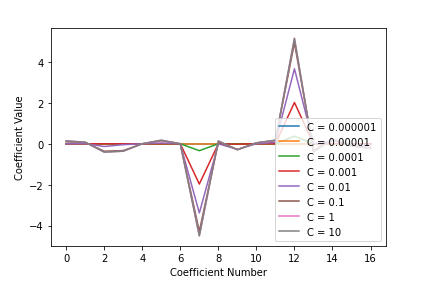 4
2
0
−2
−4
Coefficient Value
0 2 4 6 8 10 12 14 16
Coefficient Number
C = 0.000001
C = 0.00001
C = 0.0001
C = 0.001
C = 0.01
C = 0.1
C = 1
C = 10